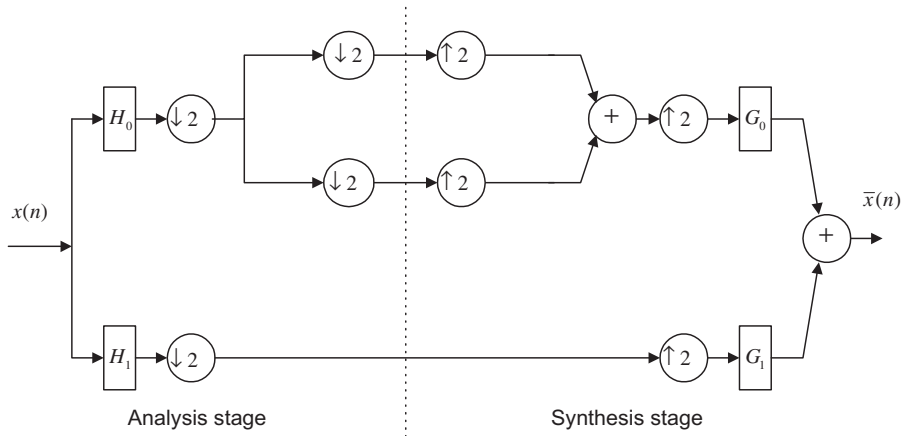 ↓2 ↑2
H₀ ↓2 + ↑2 G₀
↓2 ↑2
x(n) x̄(n)
+
H₁ ↓2 ↑2 G₁
Analysis stage Synthesis stage